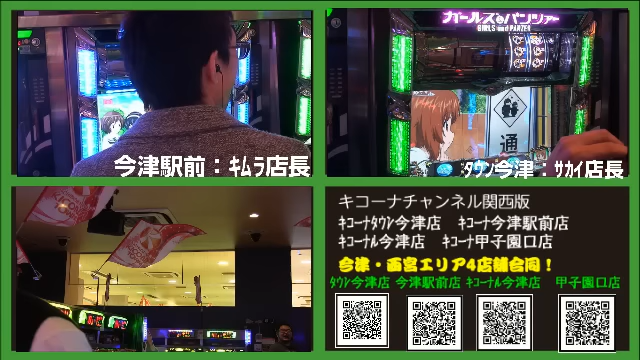 ガールズ&パンツァー
GIRLS und PANZER
通
今津駅前：ｷﾑﾗ店長
ﾀｳﾝ今津：ｻｶｲ店長
キコーナチャンネル関西版
ｷｺｰﾅﾀｳﾝ今津店　ｷｺｰﾅ今津駅前店
ｷｺｰﾅﾙ今津店　ｷｺｰﾅ甲子園口店
今津・西宮エリア4店舗合同！
ﾀｳﾝ今津店 今津駅前店 ｷｺｰﾅﾙ今津店　甲子園口店